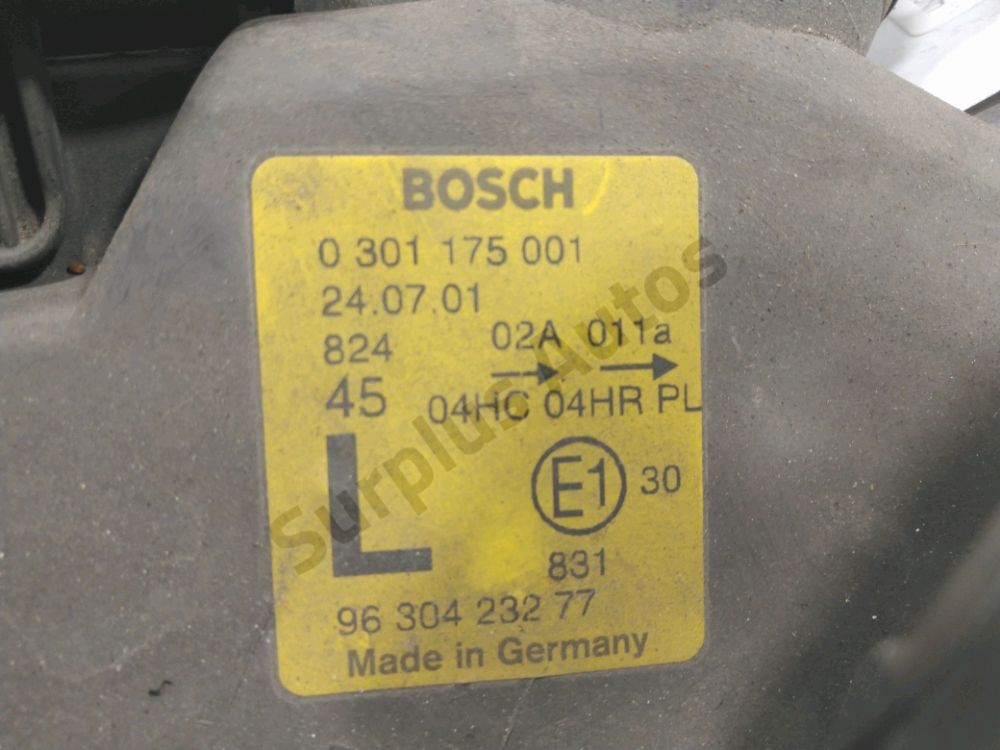 BOSCH
0 301 175 001
24.07.01
824 02A 011a
45 04HC 04HR PL
L E1 30
831
96 304 232 77
Made in Germany
Surplus Autos